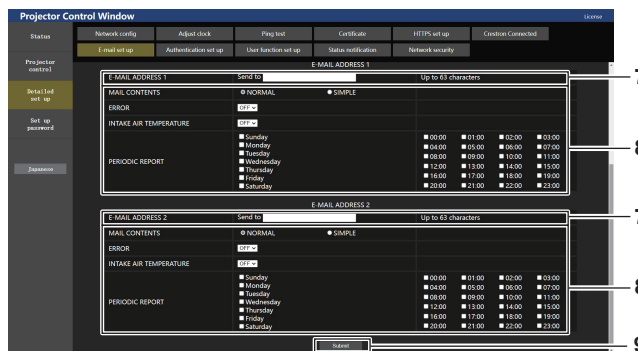 Projector Control Window
License
Status
Projector
control
Detailed
set up
Set up
password
Japanese
Network config Adjust clock Ping test Certificate HTTPS set up Crestron Connected
E-mail set up Authentication set up User function set up Status notification Network security
E-MAIL ADDRESS 1
E-MAIL ADDRESS 1 Send to Up to 63 characters
MAIL CONTENTS NORMAL SIMPLE
ERROR OFF
INTAKE AIR TEMPERATURE OFF
PERIODIC REPORT
Sunday
Monday
Tuesday
Wednesday
Thursday
Friday
Saturday
00:00 01:00 02:00 03:00
04:00 05:00 06:00 07:00
08:00 09:00 10:00 11:00
12:00 13:00 14:00 15:00
16:00 17:00 18:00 19:00
20:00 21:00 22:00 23:00
7
8
E-MAIL ADDRESS 2
E-MAIL ADDRESS 2 Send to Up to 63 characters
MAIL CONTENTS NORMAL SIMPLE
ERROR OFF
INTAKE AIR TEMPERATURE OFF
PERIODIC REPORT
Sunday
Monday
Tuesday
Wednesday
Thursday
Friday
Saturday
00:00 01:00 02:00 03:00
04:00 05:00 06:00 07:00
08:00 09:00 10:00 11:00
12:00 13:00 14:00 15:00
16:00 17:00 18:00 19:00
20:00 21:00 22:00 23:00
7
8
Submit
9